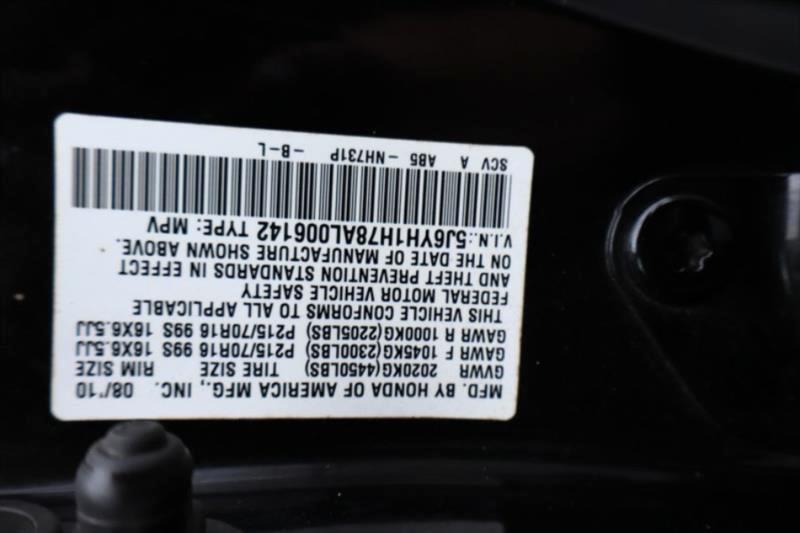 MFD. BY HONDA OF AMERICA MFG., INC. 08/'10
GVWR 2020KG(4450LBS) TIRE SIZE RIM SIZE
GAWR F 1045KG(2300LBS) P215/70R16 99S 16X6.5JJ
GAWR R 1000KG(2205LBS) P215/70R16 99S 16X6.5JJ
THIS VEHICLE CONFORMS TO ALL APPLICABLE
FEDERAL MOTOR VEHICLE SAFETY
AND THEFT PREVENTION STANDARDS IN EFFECT
ON THE DATE OF MANUFACTURE SHOWN ABOVE.
V.I.N.:5J6YH1H78AL006142 TYPE: MPV
SCV A AB5 -NH731P -B-L